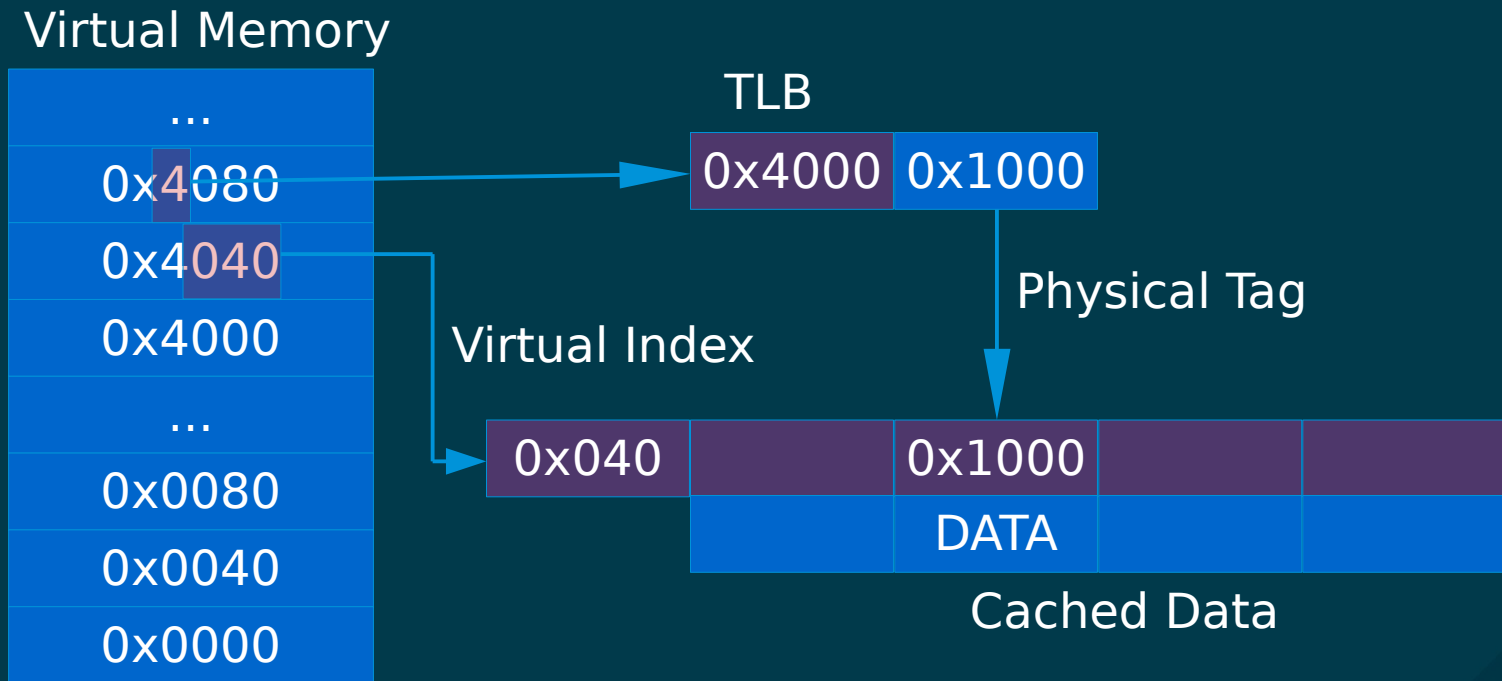 Virtual Memory
...
0x4080
0x4040
0x4000
...
0x0080
0x0040
0x0000
TLB
0x4000 0x1000
Physical Tag
Virtual Index
0x040 0x1000
DATA
Cached Data